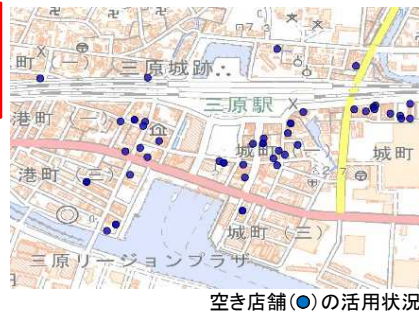 町(一)
三原城跡
三原駅
港町(二)
城町(一)
城町
港町(三)
城町(三)
三原リージョンプラザ
空き店舗(●)の活用状況